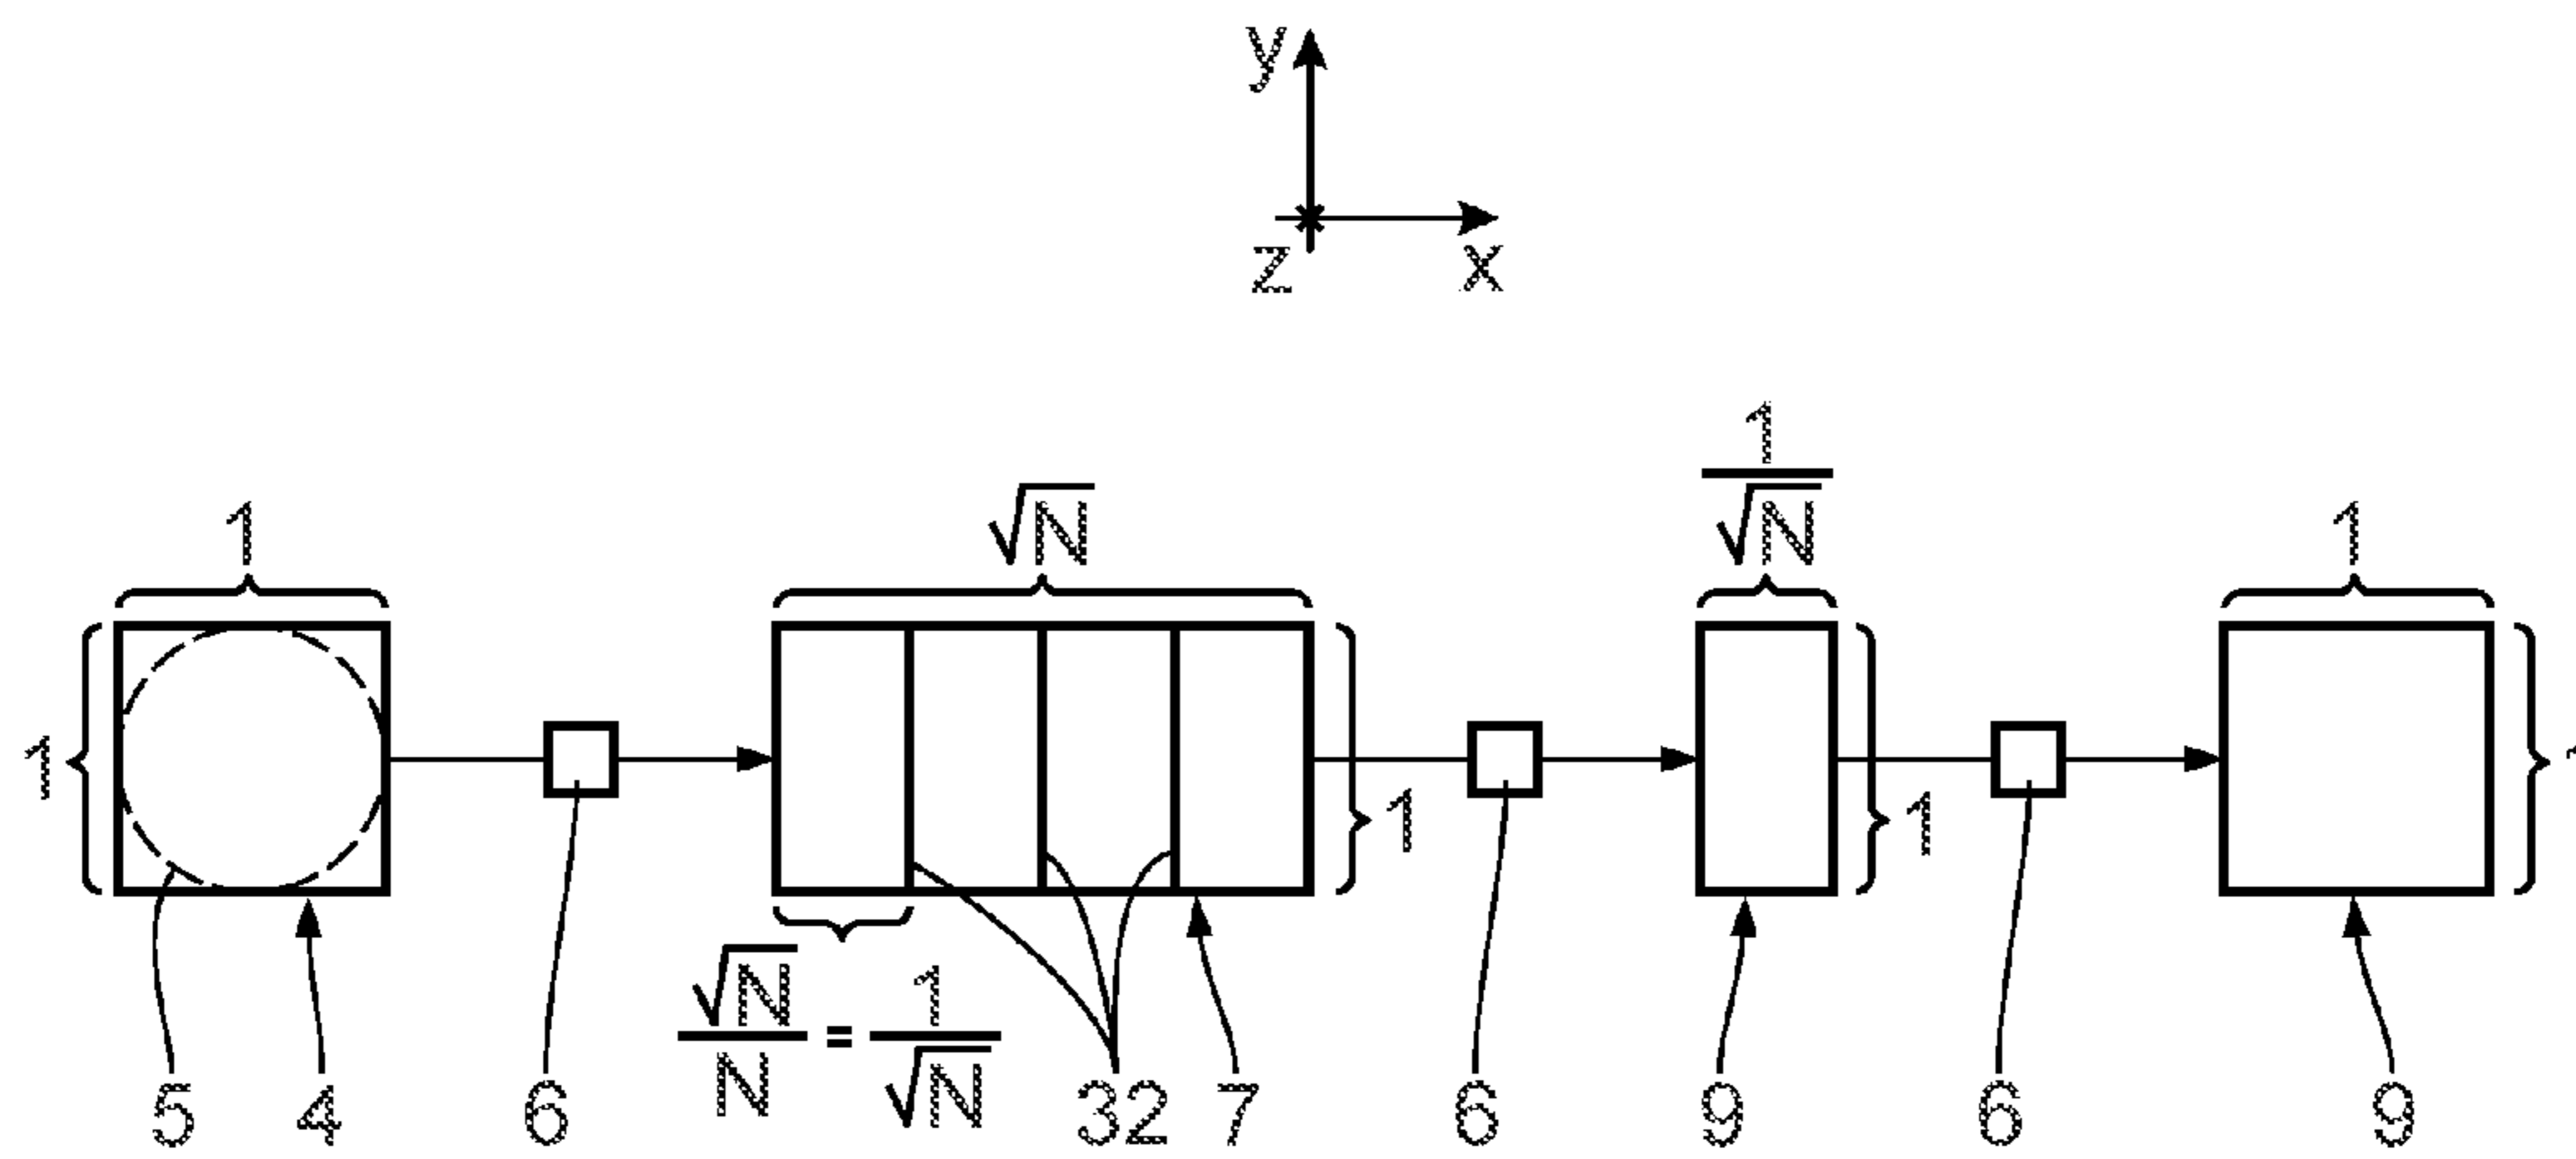 y
z x
1 √N 1/√N 1
1 1 1 1
√N/N = 1/√N
5 4 6 32 7 6 9 6 9